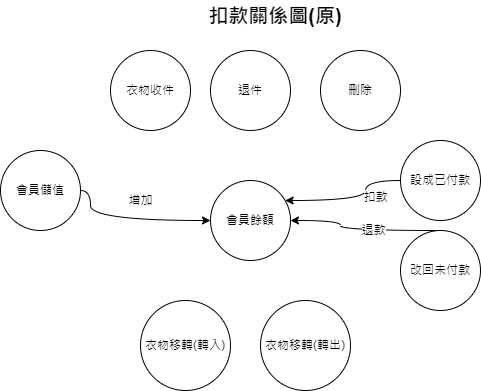 扣款關係圖(原)
衣物收件
退件
刪除
會員儲值
增加
會員餘額
扣款
設成已付款
退款
改回未付款
衣物移轉(轉入)
衣物移轉(轉出)